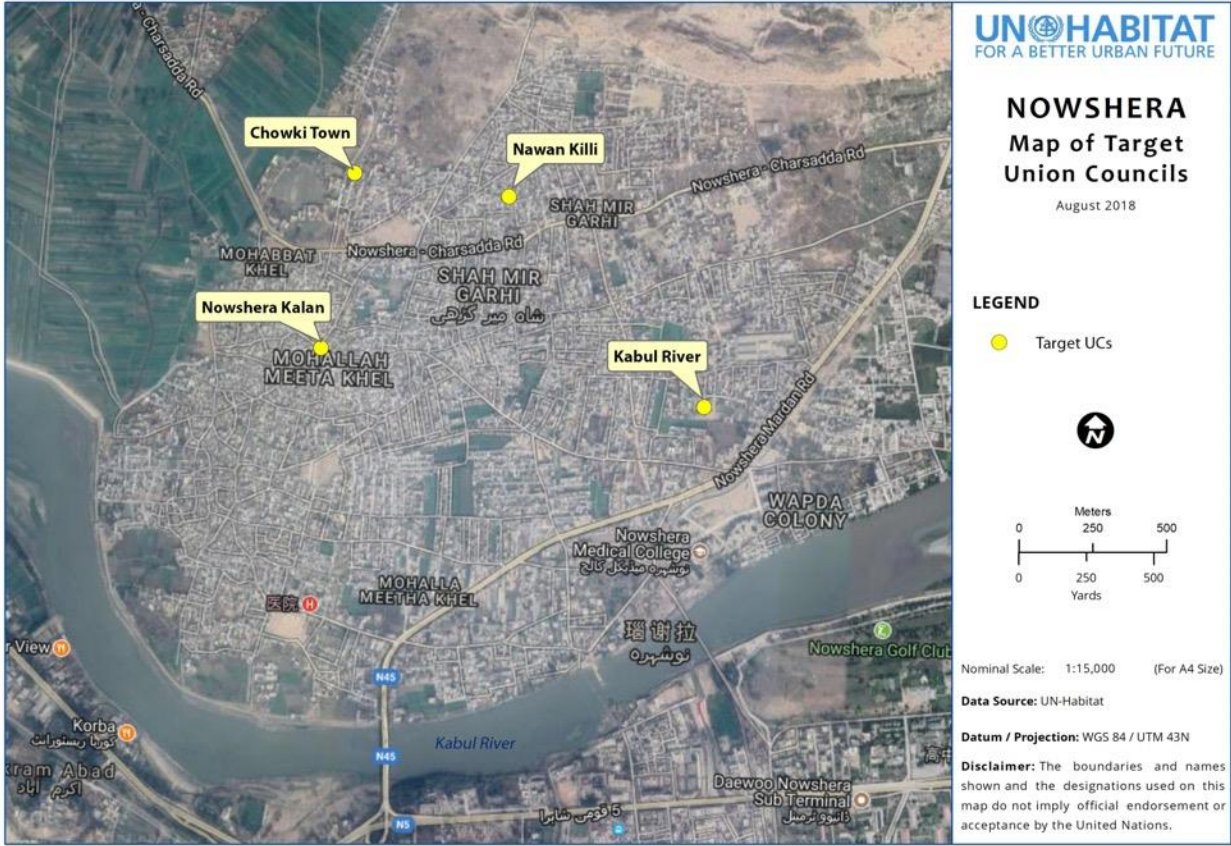 a - Charsadda Rd
Chowki Town
Nawan Killi
Nowshera - Charsadda Rd
SHAH MIR
GARHI
MOHABBAT
KHEL
Nowshera - Charsadda Rd
SHAH MIR
GARHI
شاہ میر گڑھی
Nowshera Kalan
MOHALLAH
MEETA KHEL
Kabul River
Nowshera Mardan Rd
WAPDA
COLONY
Nowshera
Medical College
نوشہرہ میڈیکل کالج
MOHALLA
MEETHA KHEL
医院 H
瑙谢拉
نوشہرہ
Nowshera Golf Club
r View
N45
Korba
کوربا ریسٹورانٹ
Kabul River
N45
kram Abad
اکرم آباد
Daewoo Nowshera
Sub Terminal
ڈائیوو ٹرمینل
5 قومی شاہرا
N5
UN HABITAT
FOR A BETTER URBAN FUTURE
NOWSHERA
Map of Target
Union Councils
August 2018
LEGEND
Target UCs
N
Meters
0 250 500
0 250 500
Yards
Nominal Scale: 1:15,000 (For A4 Size)
Data Source: UN-Habitat
Datum / Projection: WGS 84 / UTM 43N
Disclaimer: The boundaries and names
shown and the designations used on this
map do not imply official endorsement or
acceptance by the United Nations.